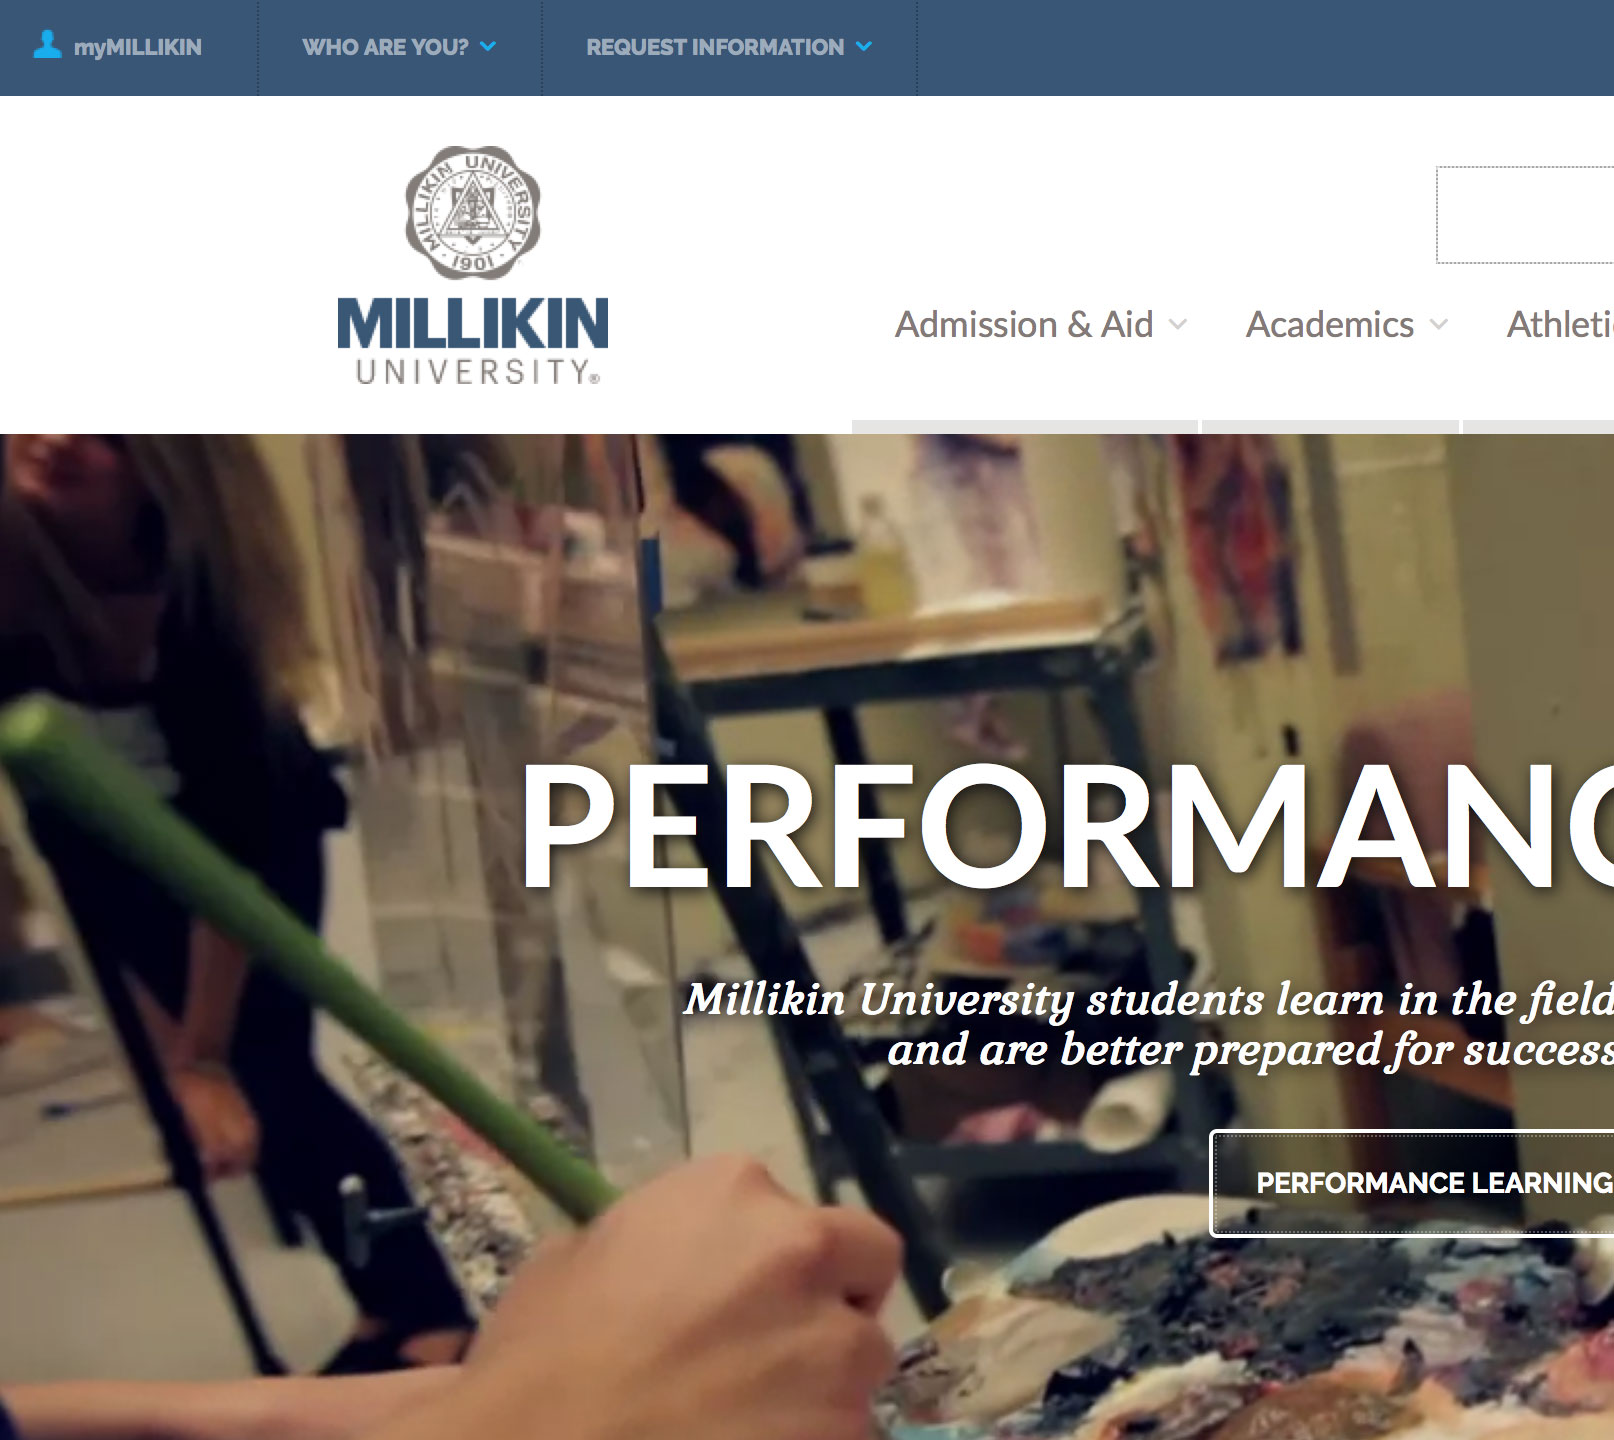 myMILLIKIN
WHO ARE YOU?
REQUEST INFORMATION
MILLIKIN UNIVERSITY
· 1901 ·
MILLIKIN
UNIVERSITY®
Admission & Aid
Academics
Athleti
PERFORMANC
Millikin University students learn in the field
and are better prepared for success
PERFORMANCE LEARNING